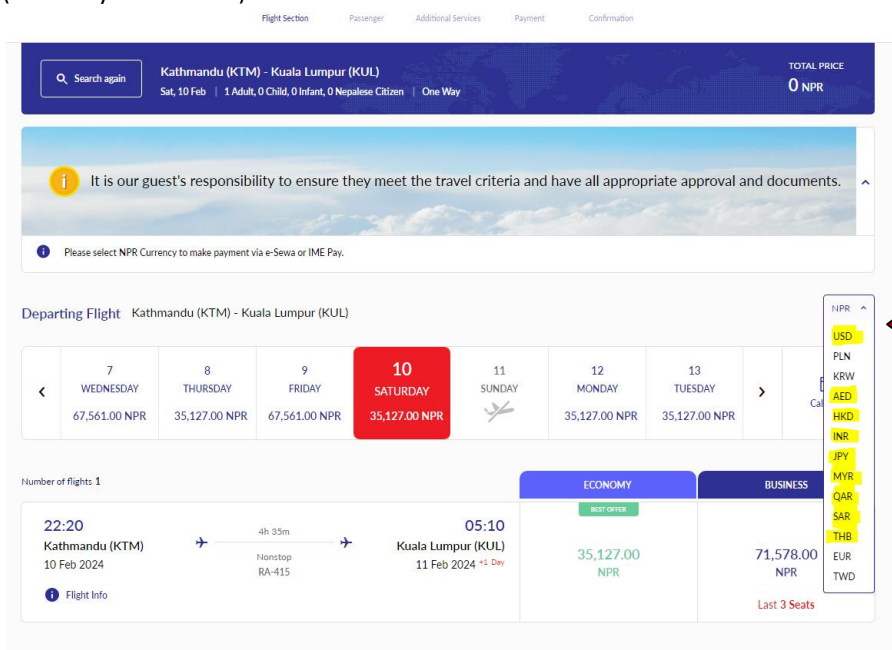 Flight Section Passenger Additional Services Payment Confirmation
Search again
Kathmandu (KTM) - Kuala Lumpur (KUL)
Sat, 10 Feb | 1 Adult, 0 Child, 0 Infant, 0 Nepalese Citizen | One Way
TOTAL PRICE
0 NPR
It is our guest's responsibility to ensure they meet the travel criteria and have all appropriate approval and documents.
Please select NPR Currency to make payment via e-Sewa or IME Pay.
Departing Flight Kathmandu (KTM) - Kuala Lumpur (KUL)
NPR
USD
PLN
KRW
AED
HKD
INR
JPY
MYR
QAR
SAR
THB
EUR
TWD
7
WEDNESDAY
67,561.00 NPR
8
THURSDAY
35,127.00 NPR
9
FRIDAY
67,561.00 NPR
10
SATURDAY
35,127.00 NPR
11
SUNDAY
12
MONDAY
35,127.00 NPR
13
TUESDAY
35,127.00 NPR
Cal
Number of flights 1
ECONOMY
BUSINESS
22:20
Kathmandu (KTM)
10 Feb 2024
4h 35m
Nonstop
RA-415
05:10
Kuala Lumpur (KUL)
11 Feb 2024 +1 Day
Flight Info
BEST OFFER
35,127.00
NPR
71,578.00
NPR
Last 3 Seats